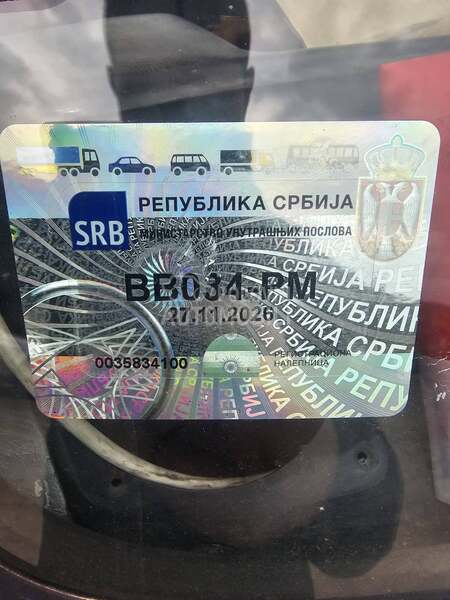 РЕПУБЛИКА СРБИЈА
SRB
МИНИСТАРСТВО УНУТРАШЊИХ ПОСЛОВА
BB034-PM
27.11.2026
0035834100
РЕГИСТРАЦИОНА
НАЛЕПНИЦА